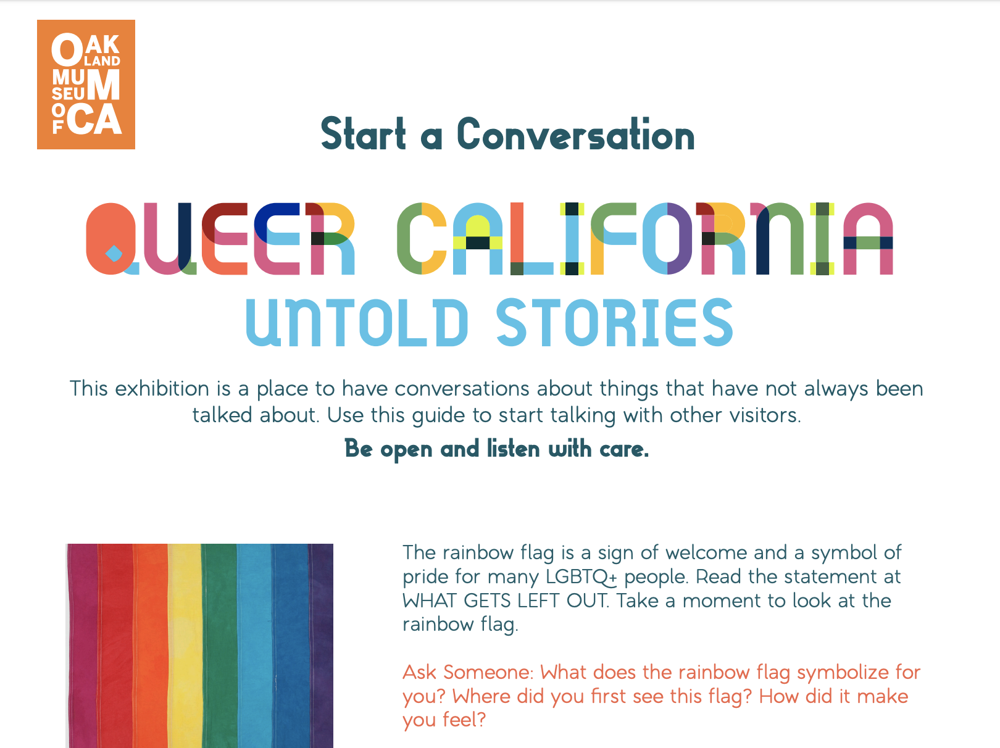 OAK
LAND
MUSEUM
OF CA
Start a Conversation
QUEER CALIFORNIA
UNTOLD STORIES
This exhibition is a place to have conversations about things that have not always been
talked about. Use this guide to start talking with other visitors.
Be open and listen with care.
The rainbow flag is a sign of welcome and a symbol of
pride for many LGBTQ+ people. Read the statement at
WHAT GETS LEFT OUT. Take a moment to look at the
rainbow flag.
Ask Someone: What does the rainbow flag symbolize for
you? Where did you first see this flag? How did it make
you feel?